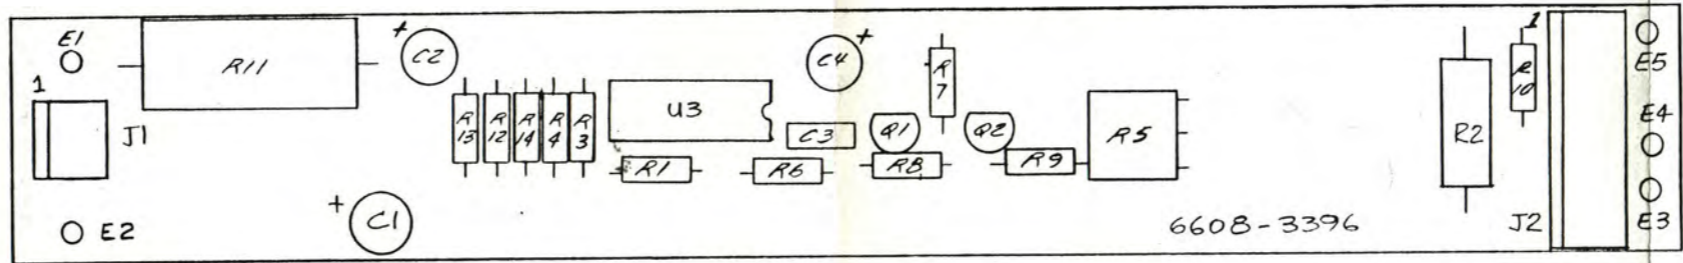 E1
1
J1
E2
R11
+
C2
+
C1
R13
R12
R14
R4
R3
U3
R1
C4
+
C3
R6
Q1
R8
R7
Q2
R9
R5
6608-3396
R2
1
R10
J2
E5
E4
E3